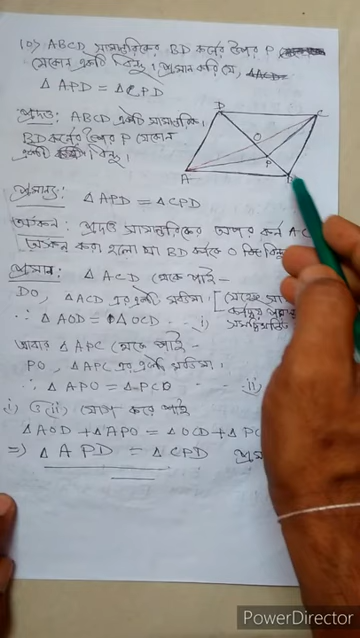 10) ABCD সামান্তরিকের BD কর্নের উপর P
যেকোন একটি বিন্দু। প্রমান করি যে,
△ APD = △ CPD
প্রদত্ত: ABCD একটি সামান্তরিক।
BD কর্নের উপর P যেকোন
একটি বিন্দু।
D
C
O
P
A
প্রমান্য: △ APD = △ CPD
অঙ্কন: প্রদত্ত সামান্তরিকের অপর কর্ন AC
অঙ্কন করা হলো যা BD কর্নকে O
প্রমান: △ ACD থেকে পাই-
DO, △ ACD এর একটি মধ্যমা। [যেহেতু
∴ △ AOD = △ OCD -- i)
আবার △ APC থেকে পাই-
PO, △ APC এর একটি মধ্যমা।
∴ △ APO = △ PCO -- ii)
i) ও ii) যোগ করে পাই
△ AOD + △ APO = △ OCD + △ PC
⇒ △ APD = △ CPD
PowerDirector